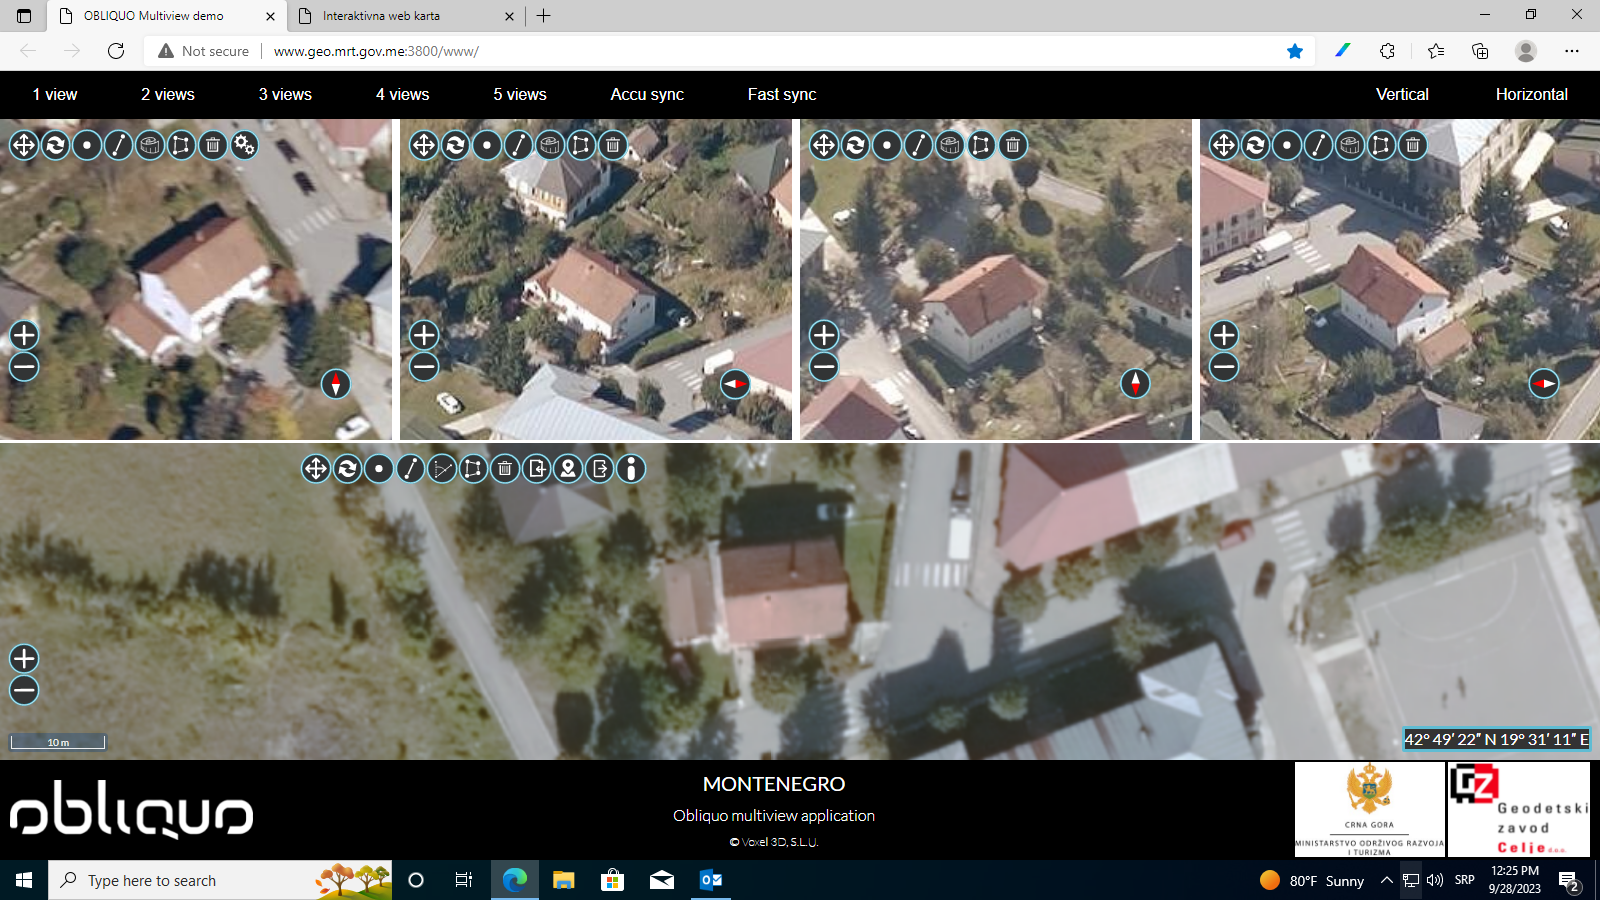 OBLIQUO Multiview demo
Interaktivna web karta
Not secure
www.geo.mrt.gov.me:3800/www/
1 view
2 views
3 views
4 views
5 views
Accu sync
Fast sync
Vertical
Horizontal
10 m
42° 49′ 22″ N 19° 31′ 11″ E
obliquo
MONTENEGRO
Obliquo multiview application
© Voxel 3D, S.L.U.
CRNA GORA
MINISTARSTVO ODRŽIVOG RAZVOJA
I TURIZMA
GZ
Geodetski
zavod
Celje d.o.o.
Type here to search
80°F Sunny
SRP
12:25 PM
9/28/2023
2